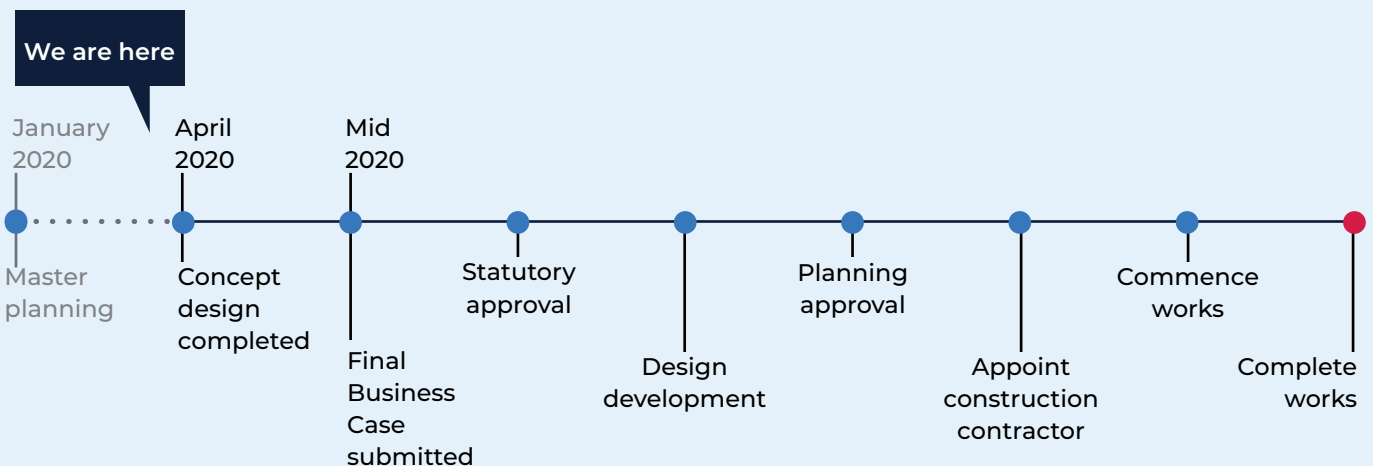 We are here
January
2020
April
2020
Mid
2020
Master
planning
Concept
design
completed
Final
Business
Case
submitted
Statutory
approval
Design
development
Planning
approval
Appoint
construction
contractor
Commence
works
Complete
works